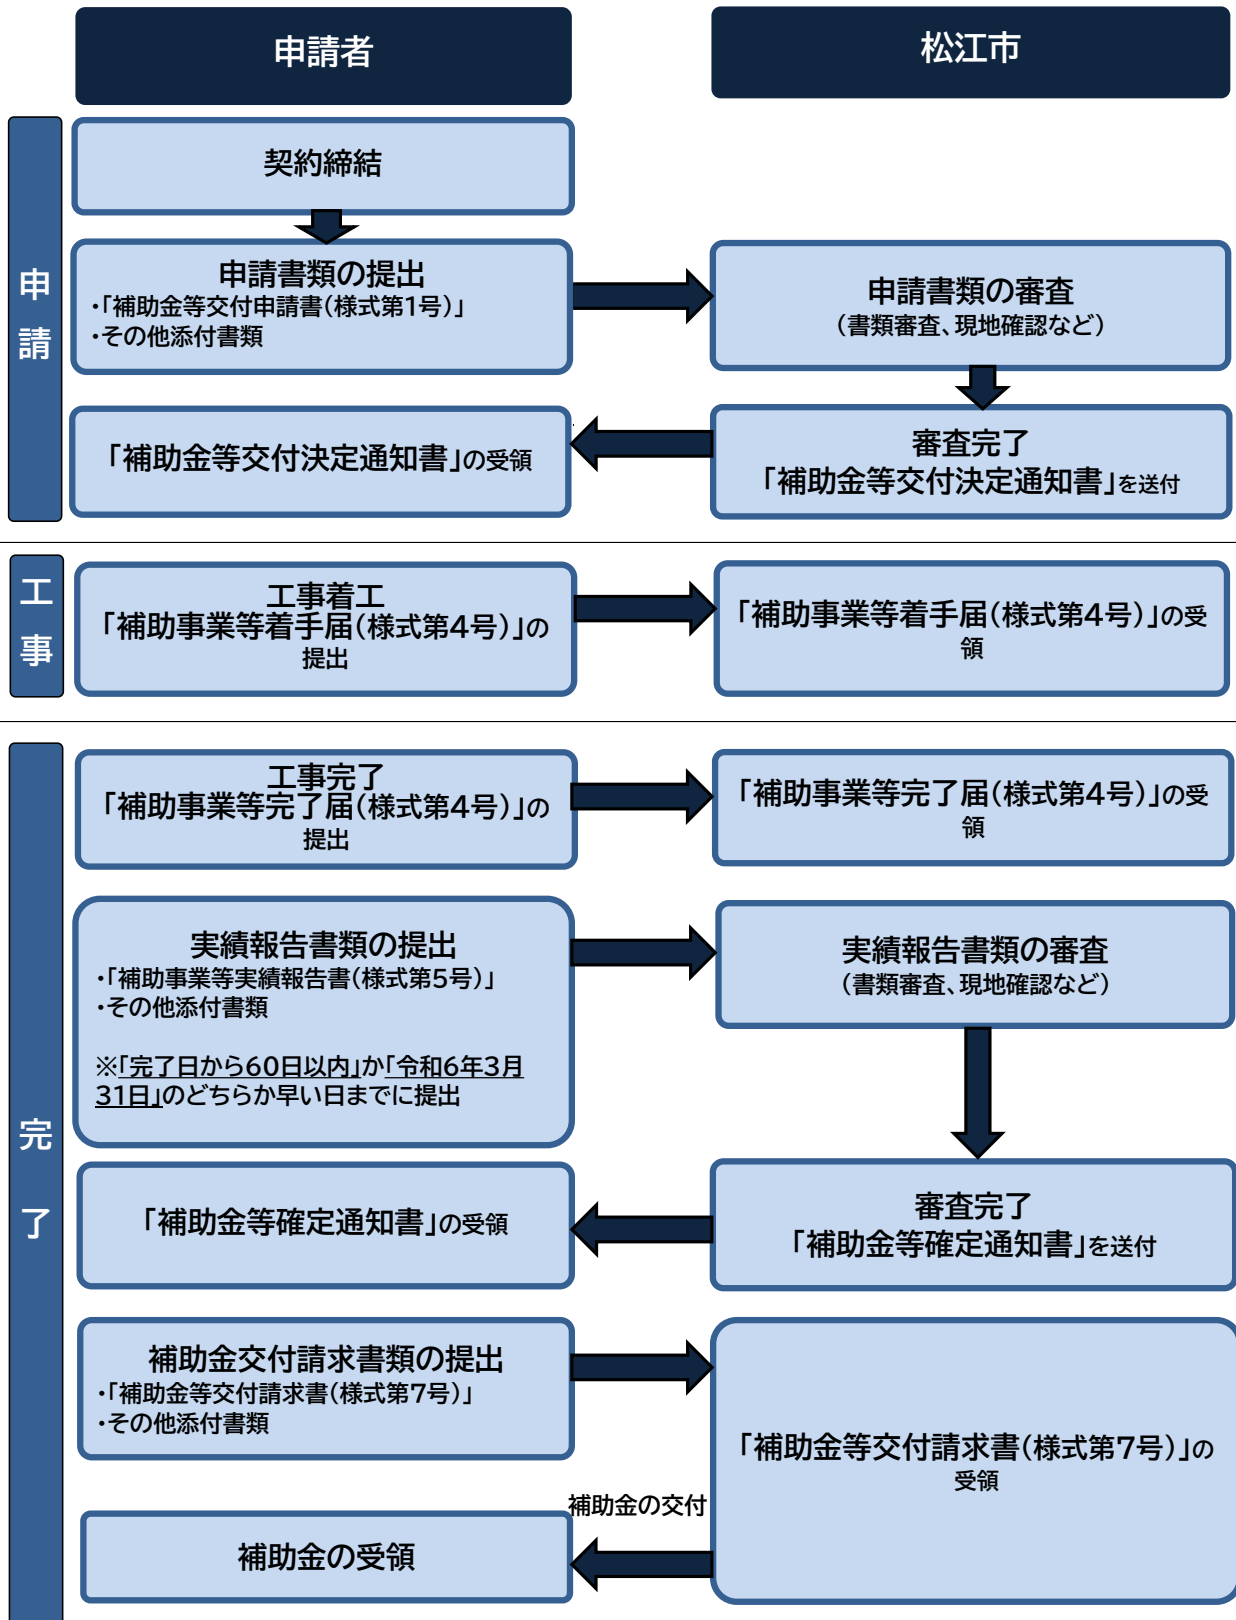 申請者
松江市
申
請
契約締結
申請書類の提出
・「補助金等交付申請書(様式第1号)」
・その他添付書類
申請書類の審査
(書類審査、現地確認など)
審査完了
「補助金等交付決定通知書」を送付
「補助金等交付決定通知書」の受領
工
事
工事着工
「補助事業等着手届(様式第4号)」の
提出
「補助事業等着手届(様式第4号)」の受
領
完
了
工事完了
「補助事業等完了届(様式第4号)」の
提出
「補助事業等完了届(様式第4号)」の受
領
実績報告書類の提出
・「補助事業等実績報告書(様式第5号)」
・その他添付書類
※「完了日から60日以内」か「令和6年3月
31日」のどちらか早い日までに提出
実績報告書類の審査
(書類審査、現地確認など)
審査完了
「補助金等確定通知書」を送付
「補助金等確定通知書」の受領
補助金交付請求書類の提出
・「補助金等交付請求書(様式第7号)」
・その他添付書類
「補助金等交付請求書(様式第7号)」の
受領
補助金の交付
補助金の受領